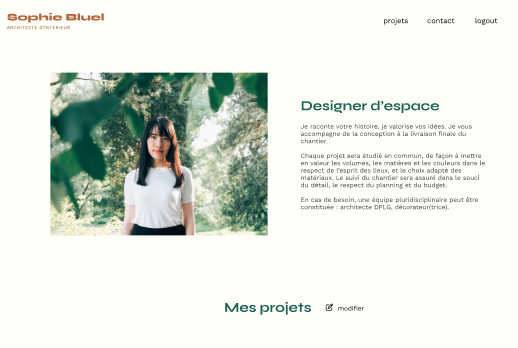 Sophie Bluel
ARCHITECTE D'INTÉRIEUR
projets
contact
logout
Designer d'espace
Je raconte votre histoire, je valorise vos idées. Je vous
accompagne de la conception à la livraison finale du
chantier.
Chaque projet sera étudié en commun, de façon à mettre
en valeur les volumes, les matières et les couleurs dans le
respect de l'esprit des lieux, et le choix adapté des
matériaux. Le suivi du chantier sera assuré dans le souci
du détail, le respect du planning et du budget.
En cas de besoin, une équipe pluridisciplinaire peut être
constituée : architecte DPLG, décorateur(trice).
Mes projets
modifier